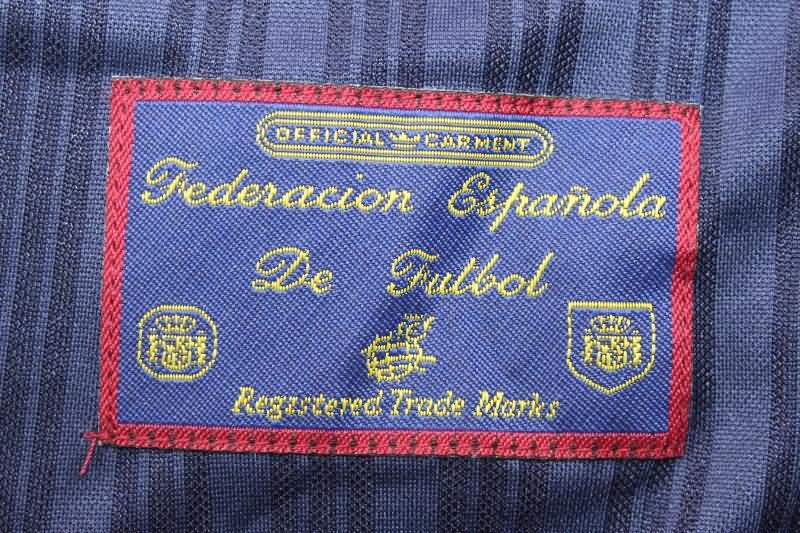 OFFICIAL GARMENT
Federacion Española
De Futbol
Registered Trade Marks